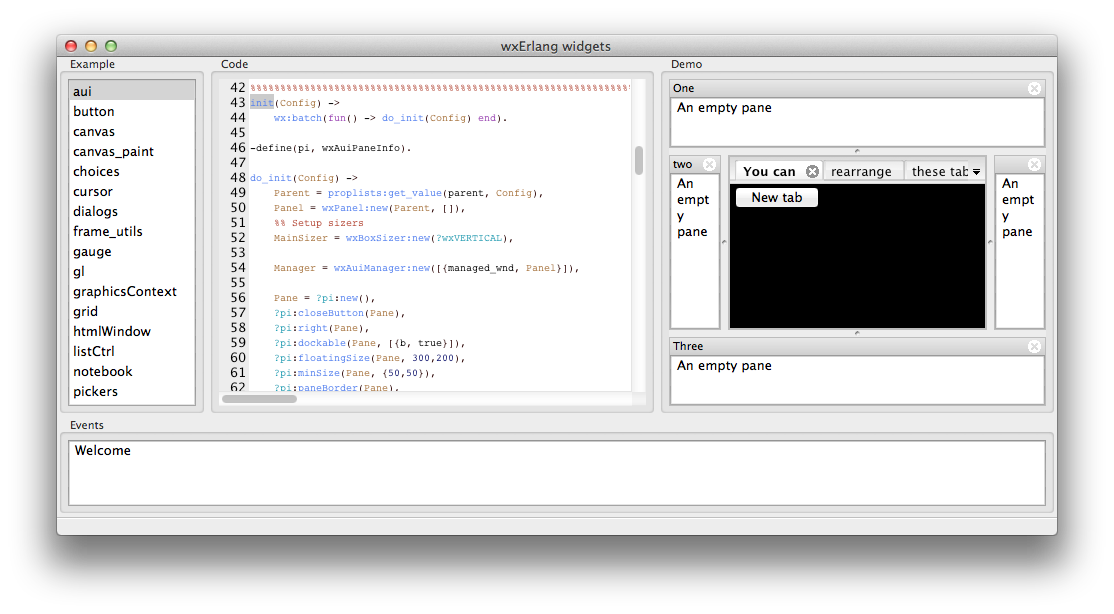 wxErlang widgets
Example
aui
button
canvas
canvas_paint
choices
cursor
dialogs
frame_utils
gauge
gl
graphicsContext
grid
htmlWindow
listCtrl
notebook
pickers
Code
42 %%%%%%%%%%%%%%%%%%%%%%%%%%%%%%%%%%%%%%%%%%%%%%%%%%%%%%%%%%%%%%%%
43 init(Config) ->
44     wx:batch(fun() -> do_init(Config) end).
45
46 -define(pi, wxAuiPaneInfo).
47
48 do_init(Config) ->
49     Parent = proplists:get_value(parent, Config),
50     Panel = wxPanel:new(Parent, []),
51     %% Setup sizers
52     MainSizer = wxBoxSizer:new(?wxVERTICAL),
53
54     Manager = wxAuiManager:new([{managed_wnd, Panel}]),
55
56     Pane = ?pi:new(),
57     ?pi:closeButton(Pane),
58     ?pi:right(Pane),
59     ?pi:dockable(Pane, [{b, true}]),
60     ?pi:floatingSize(Pane, 300,200),
61     ?pi:minSize(Pane, {50,50}),
62     ?pi:paneBorder(Pane),
Demo
One
An empty pane
two
An
empt
y
pane
You can
rearrange
these tab
New tab
An
empt
y
pane
Three
An empty pane
Events
Welcome